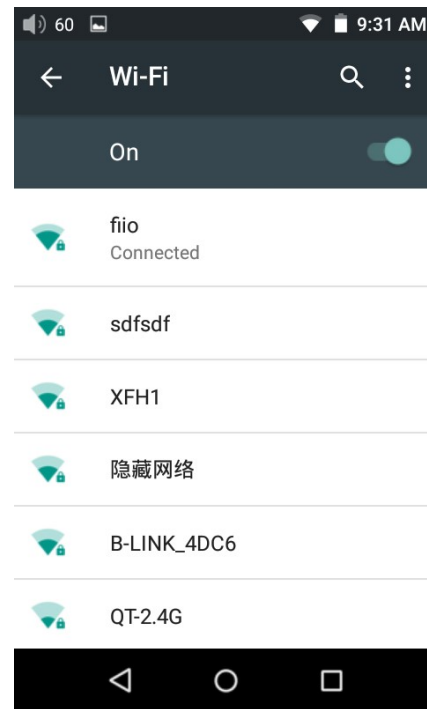 60 9:31 AM
Wi-Fi
On
fiio
Connected
sdfsdf
XFH1
隐藏网络
B-LINK_4DC6
QT-2.4G